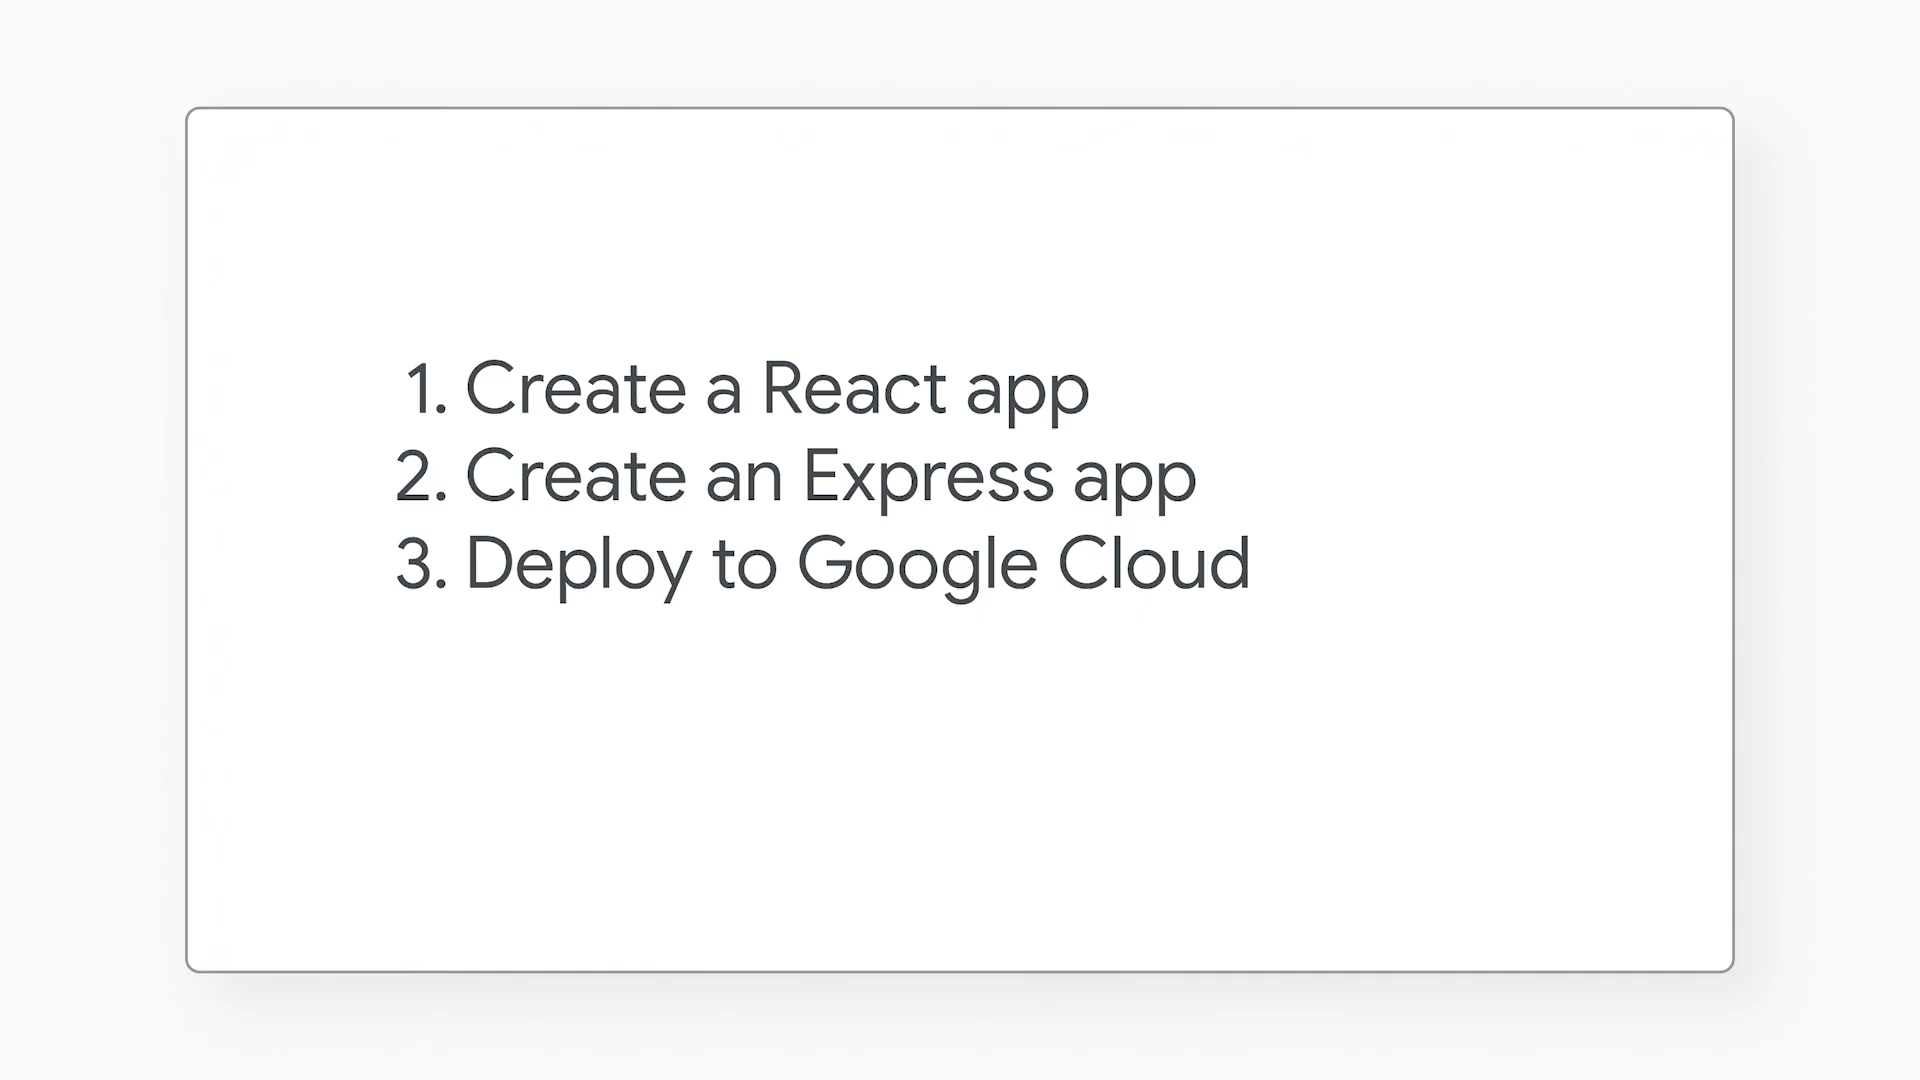 1. Create a React app
2. Create an Express app
3. Deploy to Google Cloud